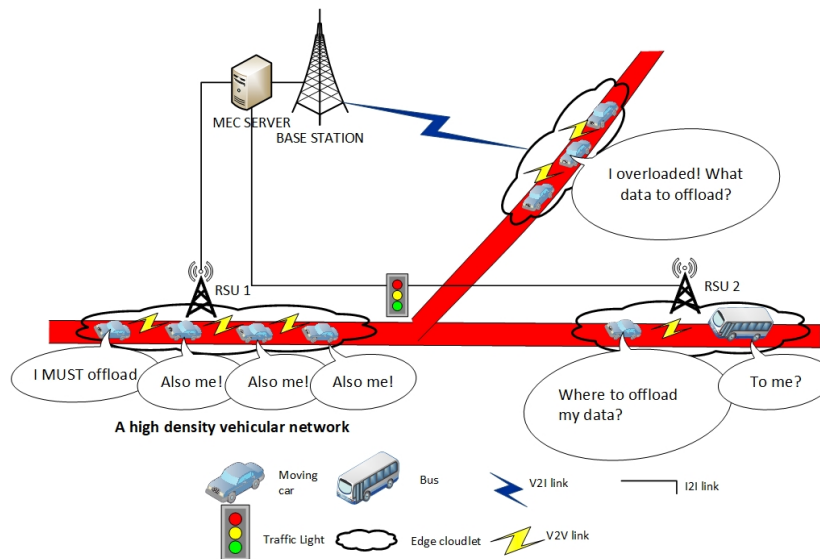 MEC SERVER
BASE STATION
I overloaded! What
data to offload?
RSU 1
RSU 2
I MUST offload
Also me!
Also me!
Also me!
Where to offload
my data?
To me?
A high density vehicular network
Moving
car
Bus
V2I link
I2I link
Traffic Light
Edge cloudlet
V2V link